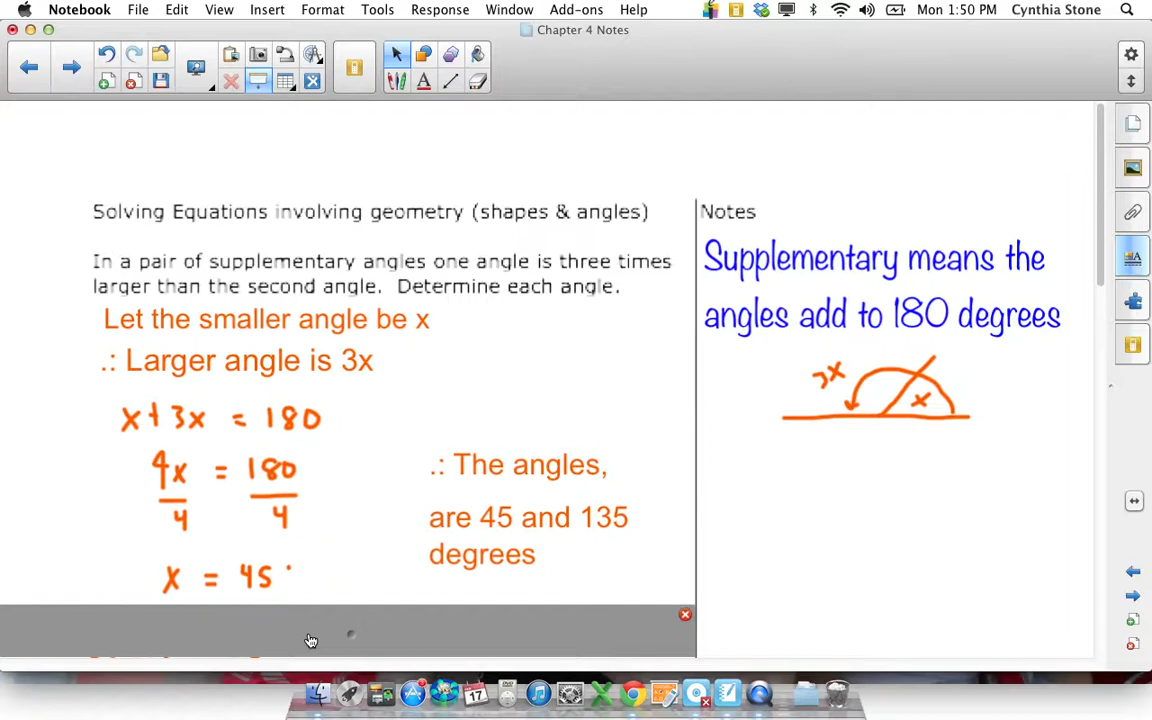 Notebook File Edit View Insert Format Tools Response Window Add-ons Help Mon 1:50 PM Cynthia Stone
Chapter 4 Notes
Solving Equations involving geometry (shapes & angles)
In a pair of supplementary angles one angle is three times
larger than the second angle. Determine each angle.
Let the smaller angle be x
.: Larger angle is 3x
x+3x = 180
4x = 180
4 4
x = 45
.: The angles,
are 45 and 135
degrees
Notes
Supplementary means the
angles add to 180 degrees
3x
x
17